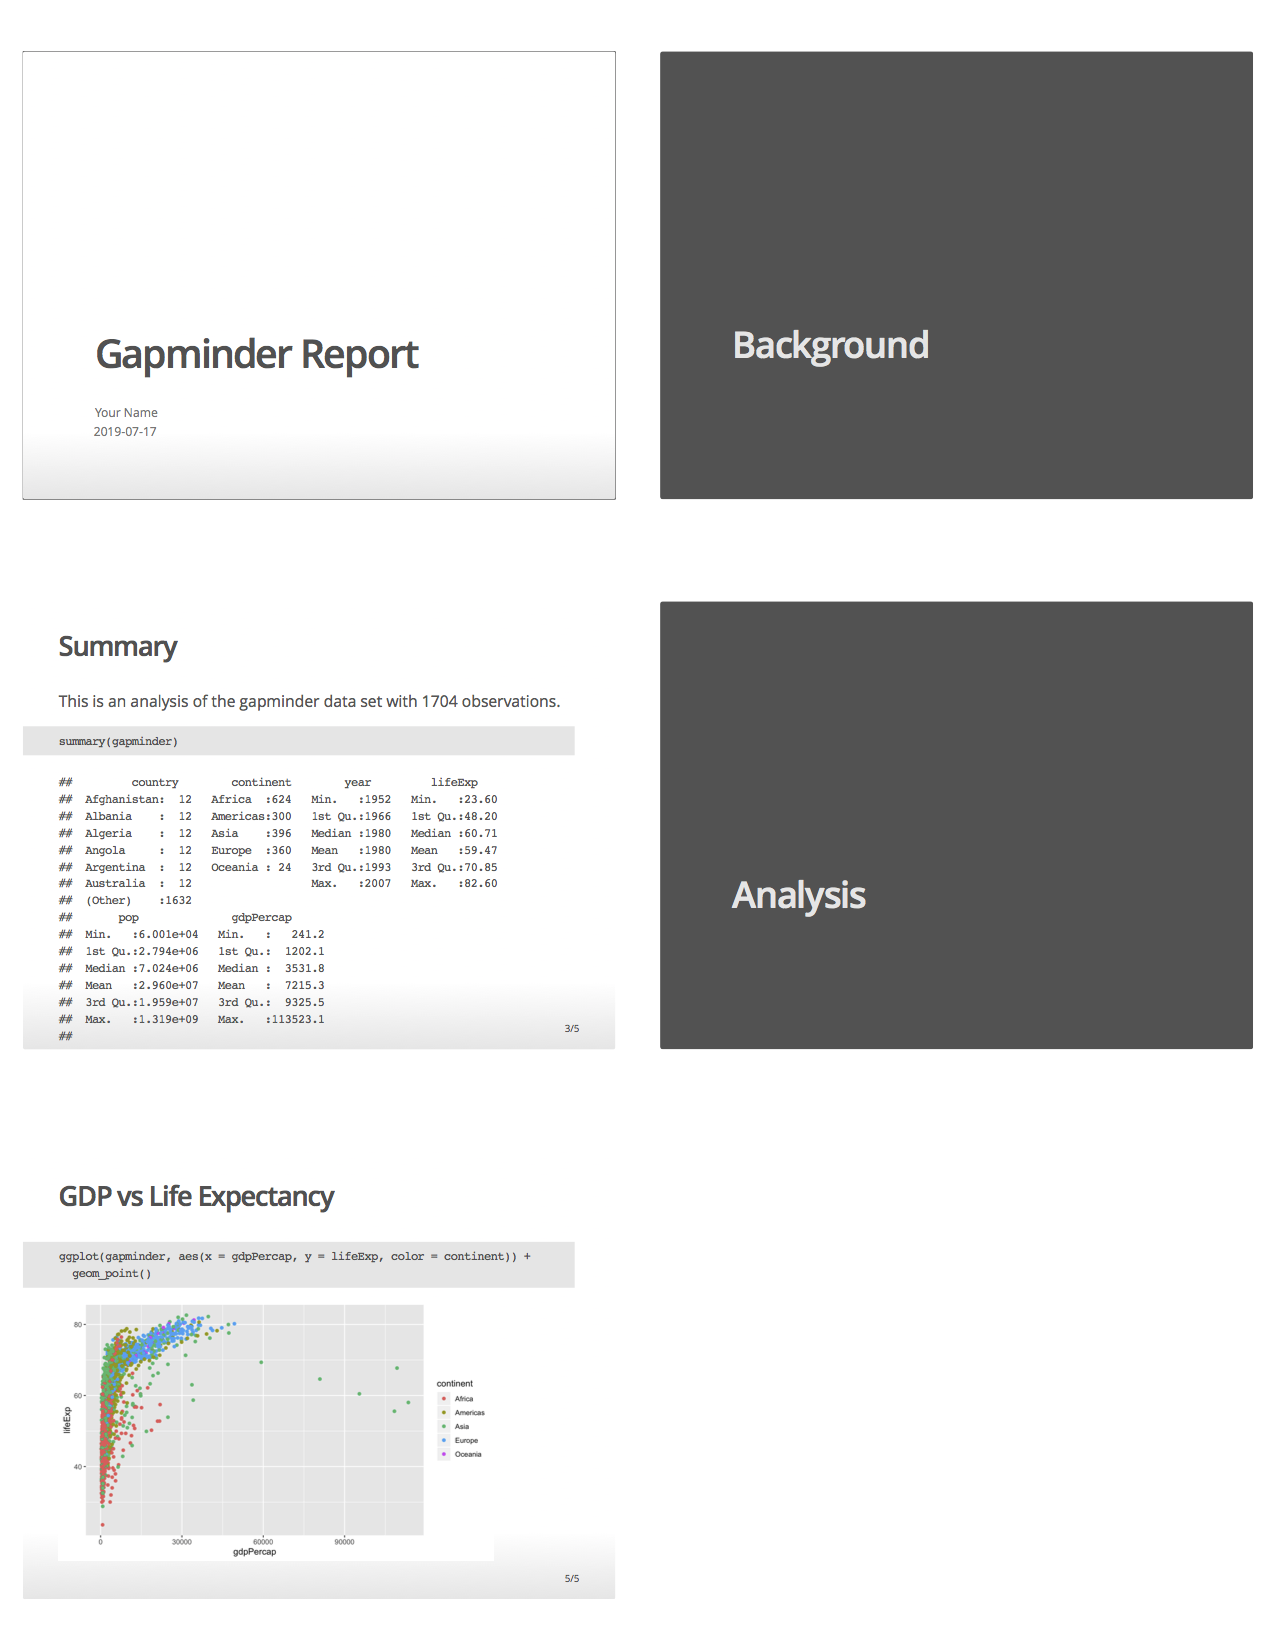 Gapminder Report
Your Name
2019-07-17
Background
Summary
This is an analysis of the gapminder data set with 1704 observations.
summary(gapminder)
##         country        continent        year         lifeExp
##  Afghanistan:  12   Africa  :624   Min.   :1952   Min.   :23.60
##  Albania    :  12   Americas:300   1st Qu.:1966   1st Qu.:48.20
##  Algeria    :  12   Asia    :396   Median :1980   Median :60.71
##  Angola     :  12   Europe  :360   Mean   :1980   Mean   :59.47
##  Argentina  :  12   Oceania : 24   3rd Qu.:1993   3rd Qu.:70.85
##  Australia  :  12                  Max.   :2007   Max.   :82.60
##  (Other)    :1632
##       pop              gdpPercap
##  Min.   :6.001e+04   Min.   :   241.2
##  1st Qu.:2.794e+06   1st Qu.:  1202.1
##  Median :7.024e+06   Median :  3531.8
##  Mean   :2.960e+07   Mean   :  7215.3
##  3rd Qu.:1.959e+07   3rd Qu.:  9325.5
##  Max.   :1.319e+09   Max.   :113523.1
##
3/5
Analysis
GDP vs Life Expectancy
ggplot(gapminder, aes(x = gdpPercap, y = lifeExp, color = continent)) +
  geom_point()
80
60
40
lifeExp
0 30000 60000 90000
gdpPercap
continent
Africa
Americas
Asia
Europe
Oceania
5/5